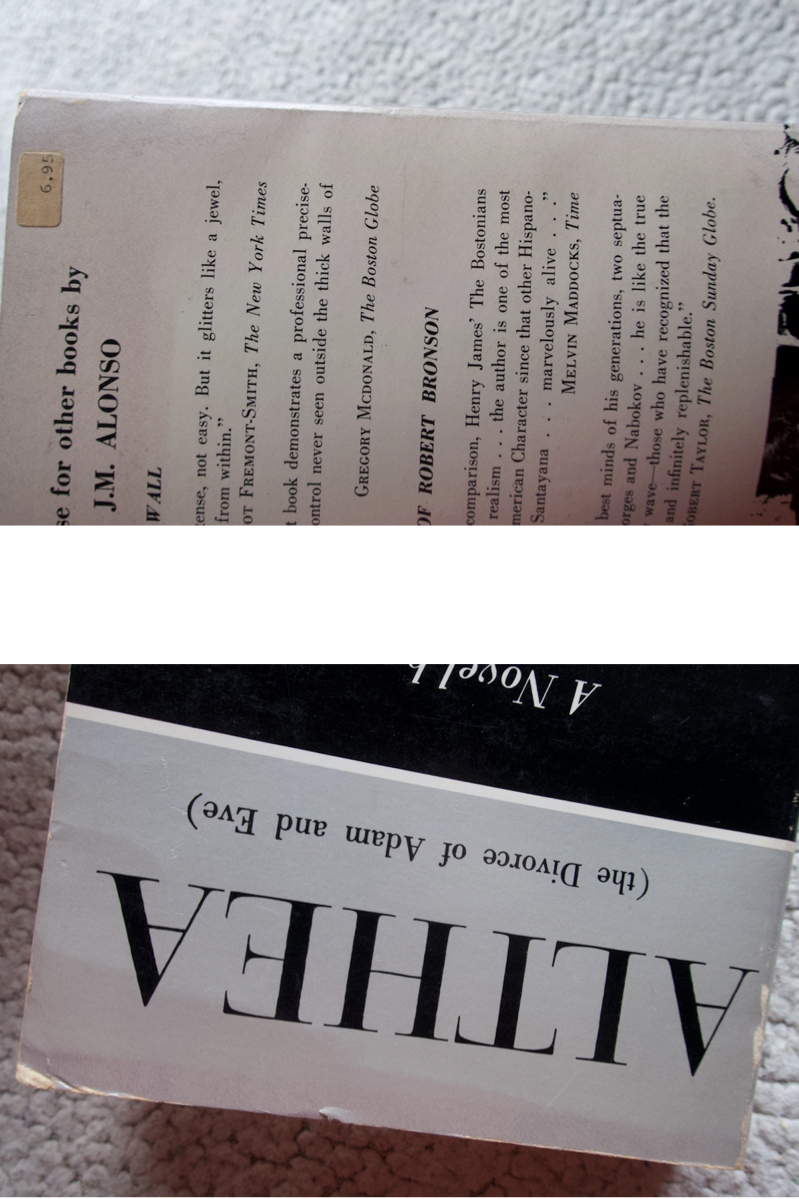 6.95
se for other books by
J.M. ALONSO
WALL
ense, not easy. But it glitters like a jewel,
from within."
OT FREMONT-SMITH, The New York Times
t book demonstrates a professional precise-
ontrol never seen outside the thick walls of
GREGORY MCDONALD, The Boston Globe
OF ROBERT BRONSON
comparison, Henry James' The Bostonians
realism . . . the author is one of the most
merican Character since that other Hispano-
Santayana . . . marvelously alive . . ."
MELVIN MADDOCKS, Time
best minds of his generations, two septua-
orges and Nabokov . . . he is like the true
wave—those who have recognized that the
and infinitely replenishable."
OBERT TAYLOR, The Boston Sunday Globe.
ALTHEA
(the Divorce of Adam and Eve)
A Novel b